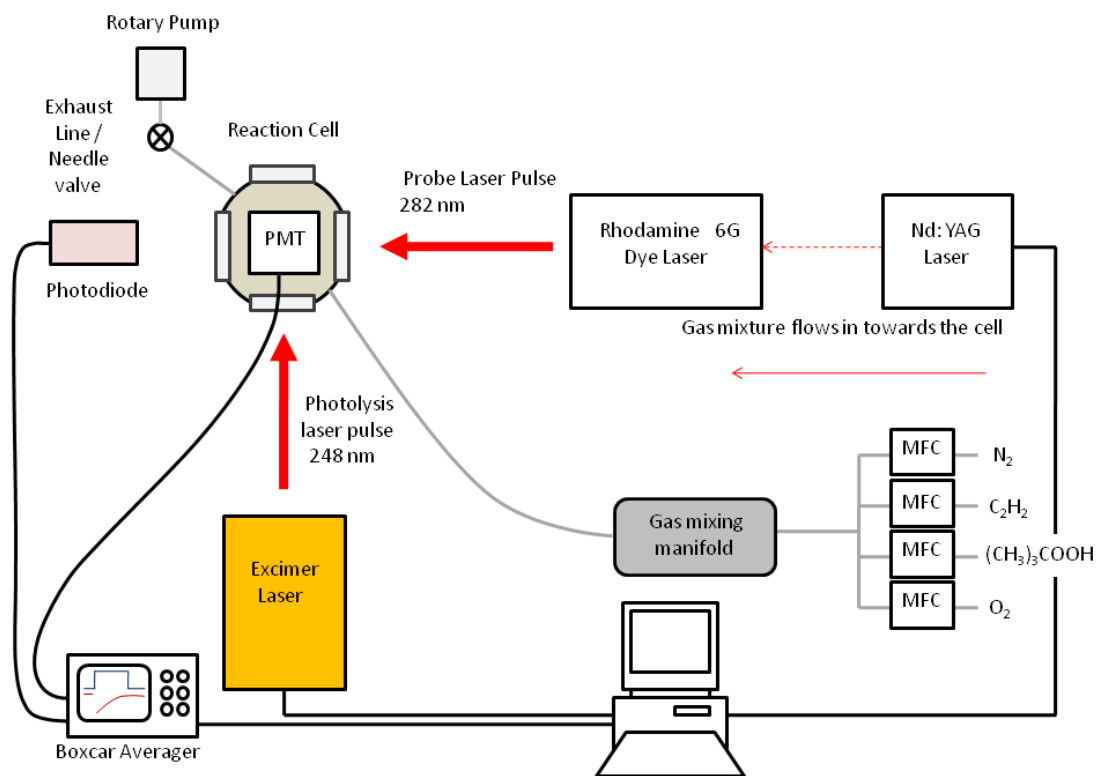 Rotary Pump
Exhaust
Line /
Needle
valve
Reaction Cell
PMT
Photodiode
Probe Laser Pulse
282 nm
Rhodamine 6G
Dye Laser
Nd: YAG
Laser
Gas mixture flows in towards the cell
Photolysis
laser pulse
248 nm
Excimer
Laser
Gas mixing
manifold
MFC
N₂
MFC
C₂H₂
MFC
(CH₃)₃COOH
MFC
O₂
Boxcar Averager